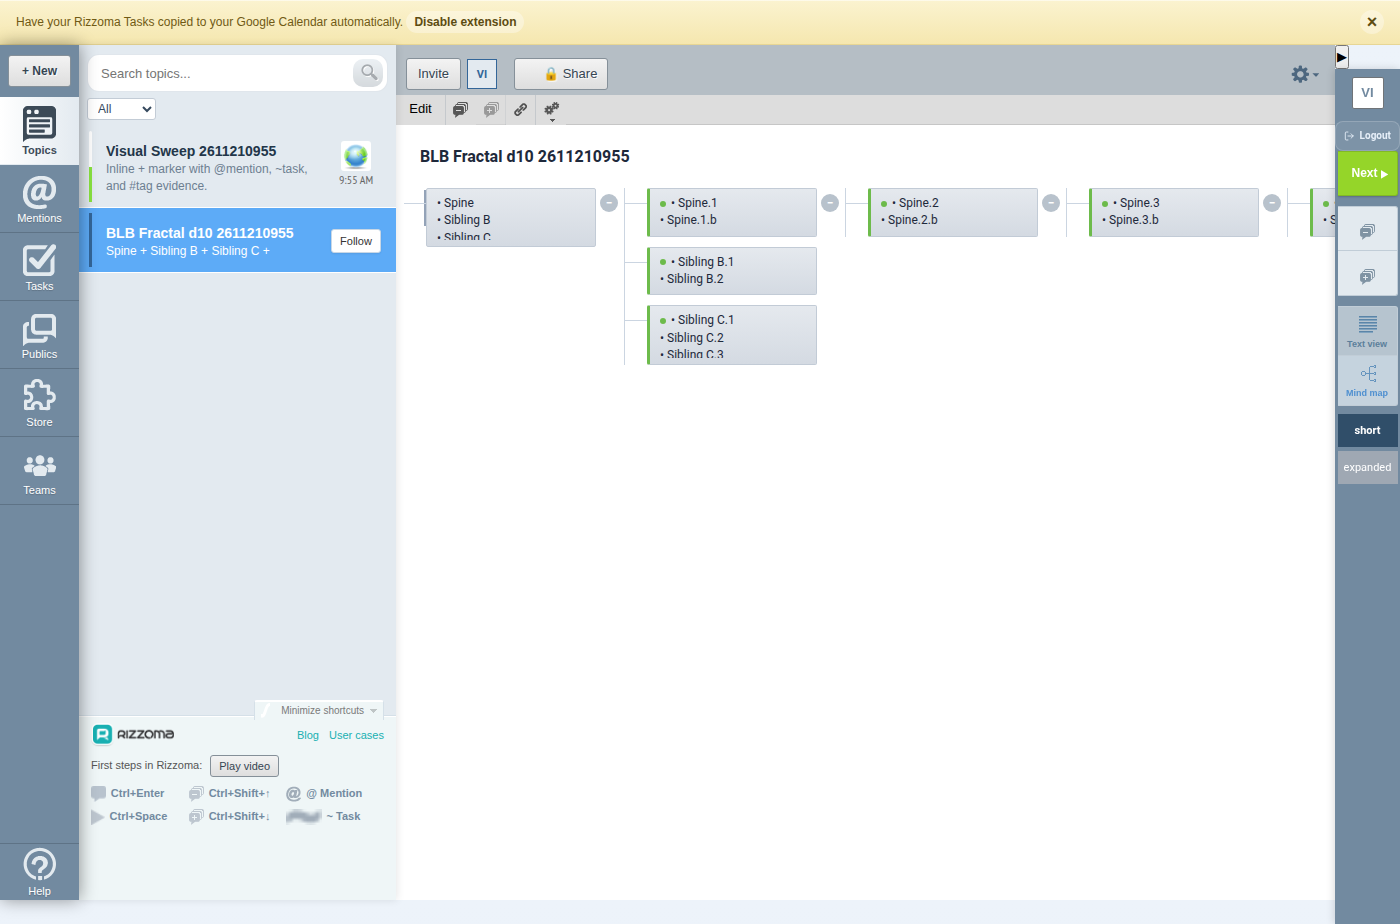 Have your Rizzoma Tasks copied to your Google Calendar automatically. Disable extension ×
+ New
Topics
Mentions
Tasks
Publics
Store
Teams
Help
Search topics...
All
Visual Sweep 2611210955
Inline + marker with @mention, ~task,
and #tag evidence.
9:55 AM
BLB Fractal d10 2611210955
Spine + Sibling B + Sibling C +
Follow
Minimize shortcuts
RIZZOMA
Blog User cases
First steps in Rizzoma: Play video
Ctrl+Enter Ctrl+Shift+↑ @ @ Mention
Ctrl+Space Ctrl+Shift+↓ ~ Task
Invite VI Share
Edit
BLB Fractal d10 2611210955
• Spine
• Sibling B
• Sibling C
• Spine.1
• Spine.1.b
• Sibling B.1
• Sibling B.2
• Sibling C.1
• Sibling C.2
• Sibling C.3
• Spine.2
• Spine.2.b
• Spine.3
• Spine.3.b
• S
VI
Logout
Next
Text view
Mind map
short
expanded